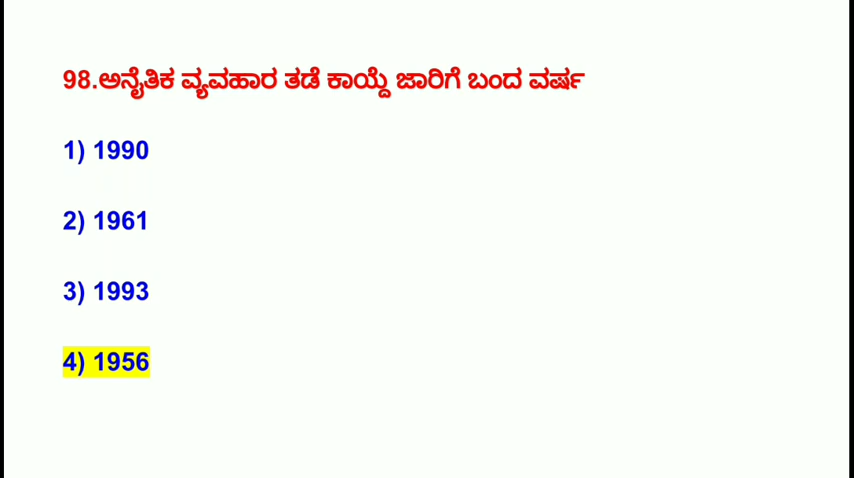 98.ಅನೈತಿಕ ವ್ಯವಹಾರ ತಡೆ ಕಾಯ್ದೆ ಜಾರಿಗೆ ಬಂದ ವರ್ಷ
1) 1990
2) 1961
3) 1993
4) 1956